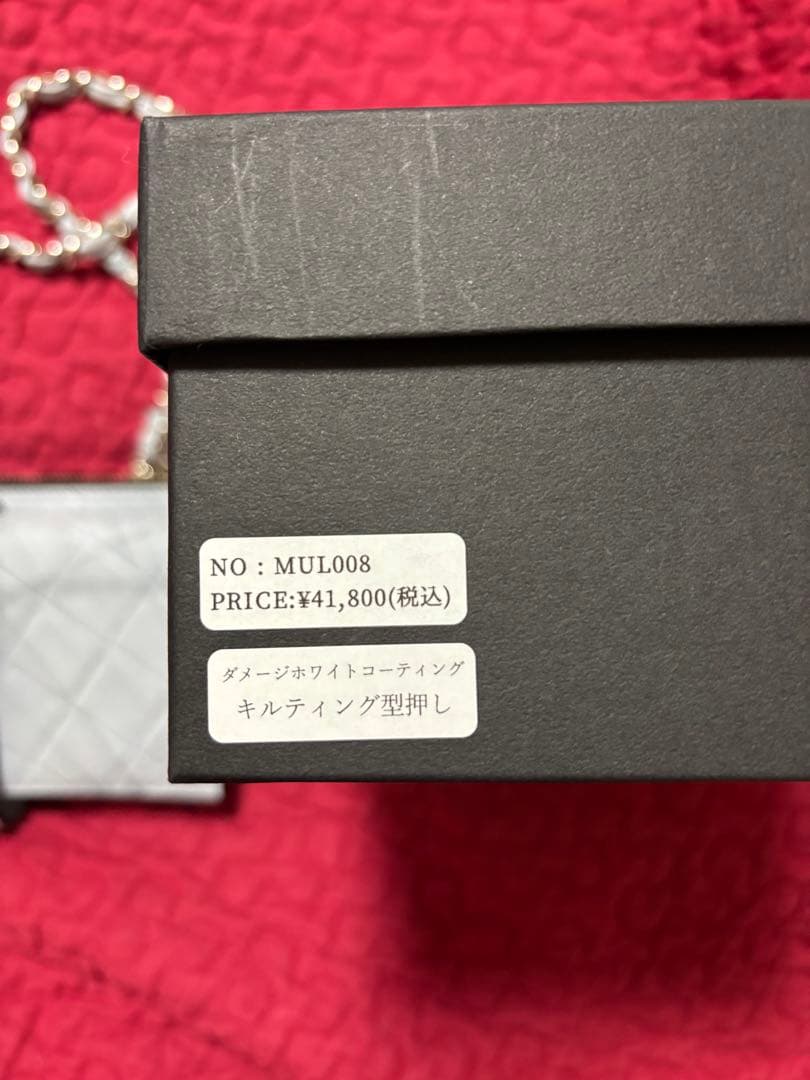 NO : MUL008
PRICE:¥41,800(税込)
ダメージホワイトコーティング
キルティング型押し